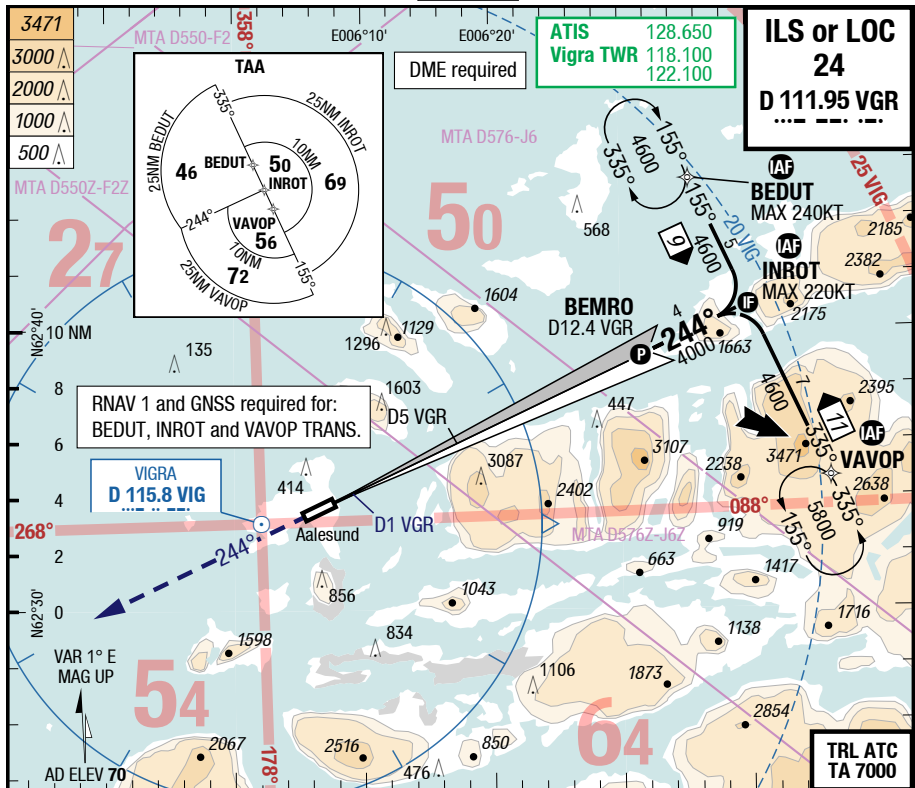 3471
3000
2000
1000
500
MTA D550-F2
358°
E006°10'
E006°20'
ATIS 128.650
Vigra TWR 118.100
122.100
ILS or LOC
24
D 111.95 VGR
DME required
TAA
335°
25NM INROT
25NM BEDUT
BEDUT
10NM
46
50
INROT
69
244°
VAVOP
56
10NM
72
155°
25NM VAVOP
MTA D550Z-F2Z
MTA D576-J6
27
50
568
155°
4600
335°
IAF
BEDUT
MAX 240KT
25 VIG
155°
20 VIG
9
4600
5
2185
IAF
INROT
MAX 220KT
2382
2175
IF
BEMRO
D12.4 VGR
4
244°
4000
1663
P
1604
1129
1296
N62°40'
10 NM
135
8
1603
D5 VGR
447
4600
7
2395
RNAV 1 and GNSS required for:
BEDUT, INROT and VAVOP TRANS.
6
11
335°
IAF
VAVOP
3471
3107
2238
3087
2402
414
VIGRA
D 115.8 VIG
4
2638
335°
5800
155°
088°
268°
D1 VGR
Aalesund
MTA D576Z-J6Z
919
2
244°
663
1417
856
1043
N62°30'
0
1716
834
1138
1598
VAR 1° E
MAG UP
54
1106
1873
64
2854
2067
178°
2516
850
476
AD ELEV 70
TRL ATC
TA 7000